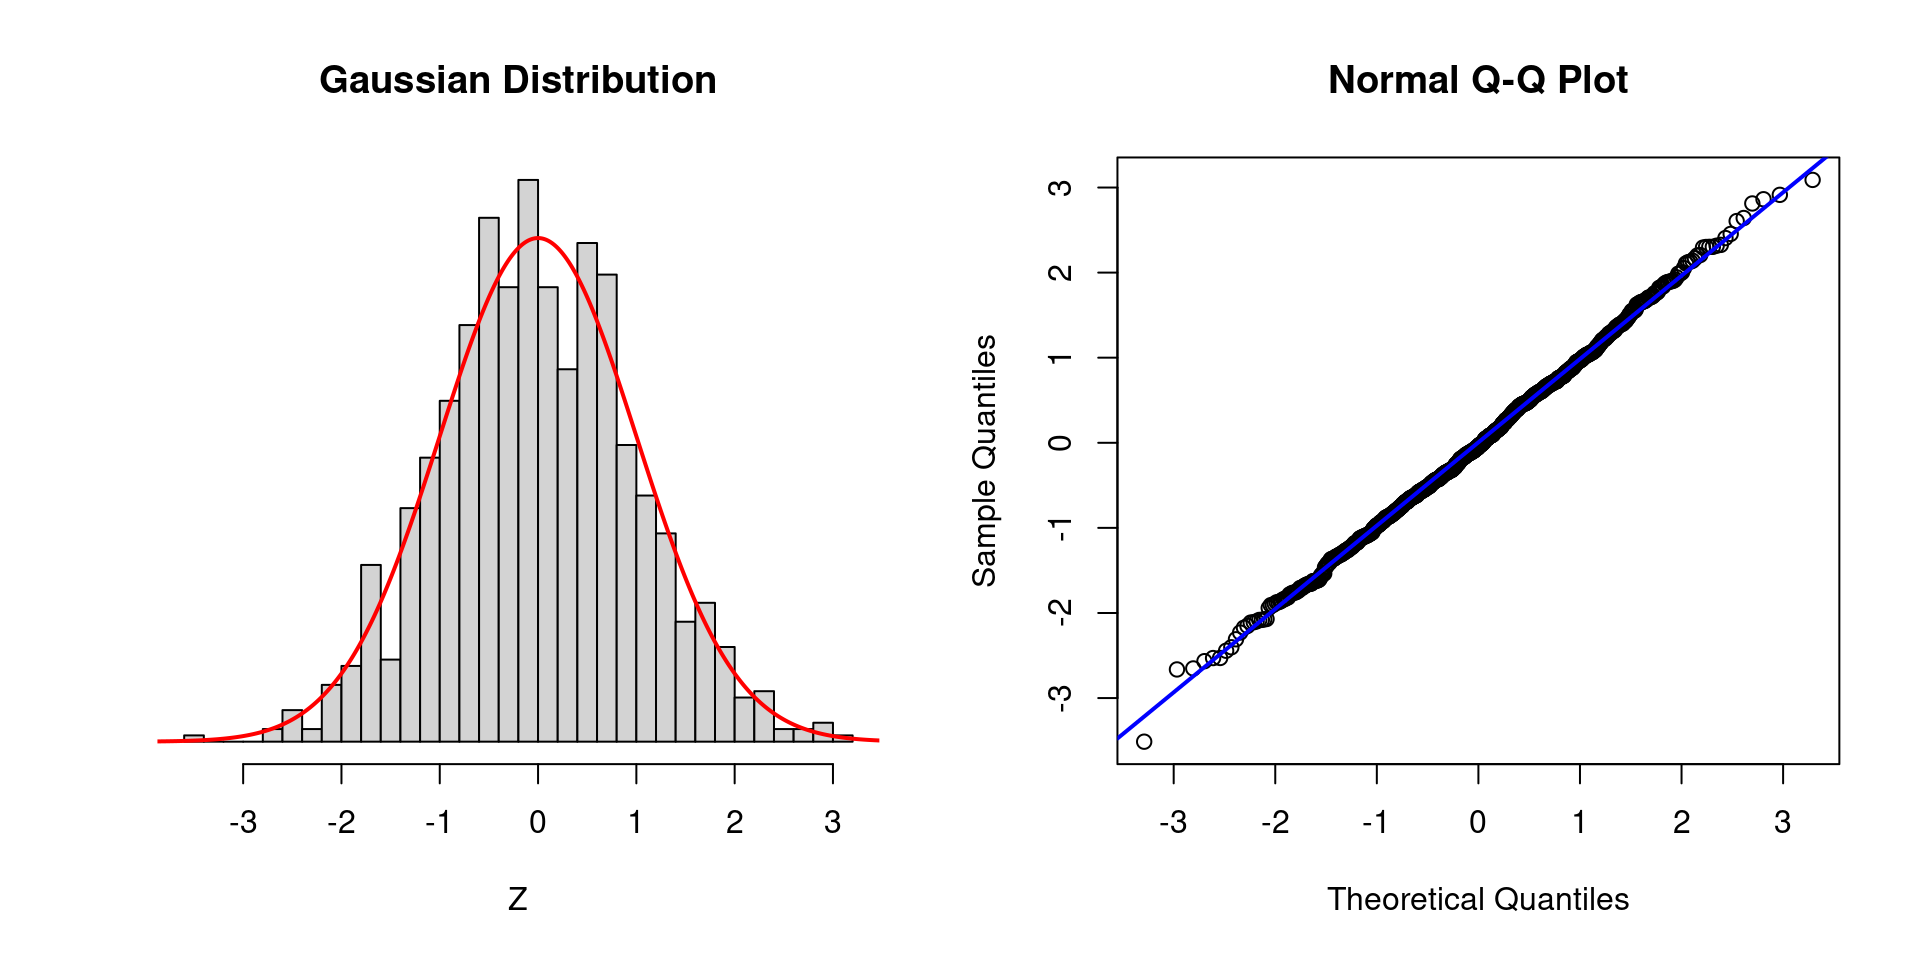 Gaussian Distribution
-3 -2 -1 0 1 2 3
Z
Normal Q-Q Plot
Sample Quantiles
3
2
1
0
-1
-2
-3
-3 -2 -1 0 1 2 3
Theoretical Quantiles